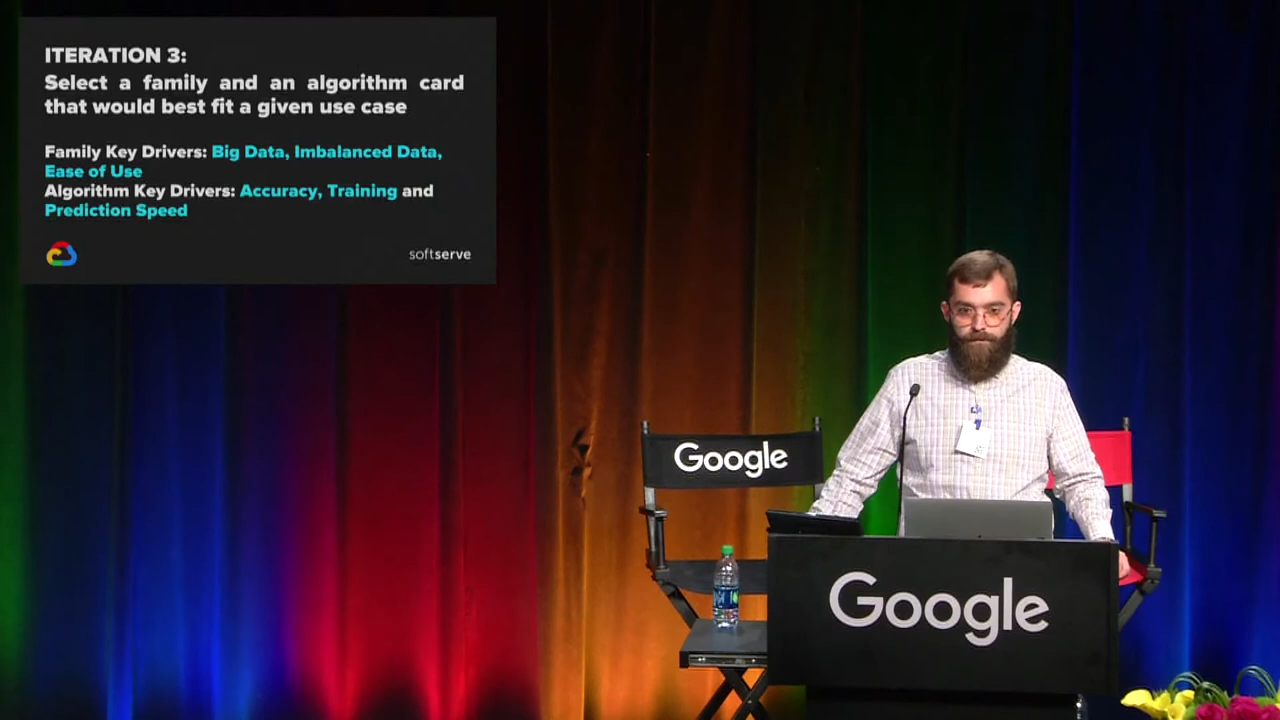 ITERATION 3:
Select a family and an algorithm card
that would best fit a given use case
Family Key Drivers: Big Data, Imbalanced Data,
Ease of Use
Algorithm Key Drivers: Accuracy, Training and
Prediction Speed
softserve
Google
Google